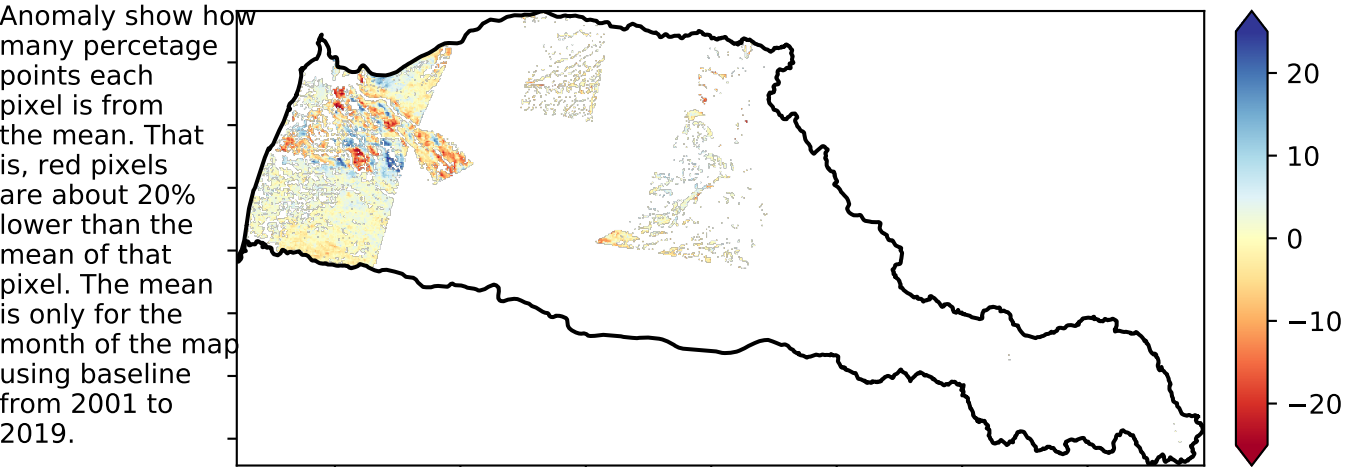 Anomaly show how
many percetage
points each
pixel is from
the mean. That
is, red pixels
are about 20%
lower than the
mean of that
pixel. The mean
is only for the
month of the map
using baseline
from 2001 to
2019.
20
10
0
−10
−20